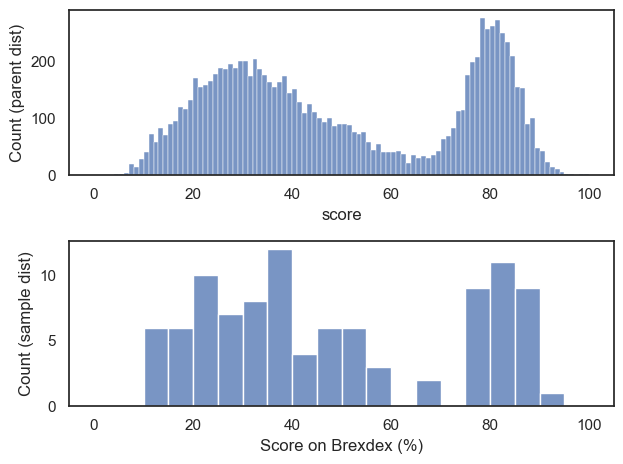 Count (parent dist)
200
100
0
0 20 40 60 80 100
score
Count (sample dist)
10
5
0
0 20 40 60 80 100
Score on Brexdex (%)